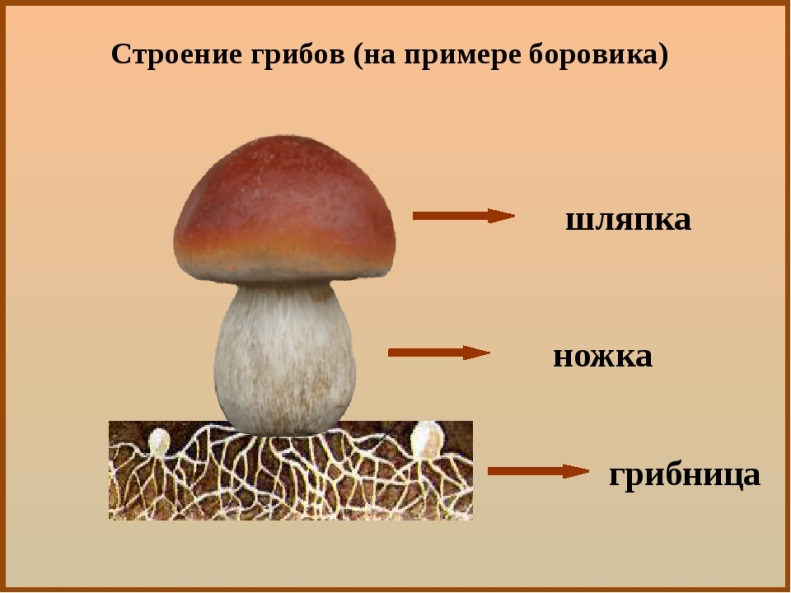 Строение грибов (на примере боровика)
шляпка
ножка
грибница